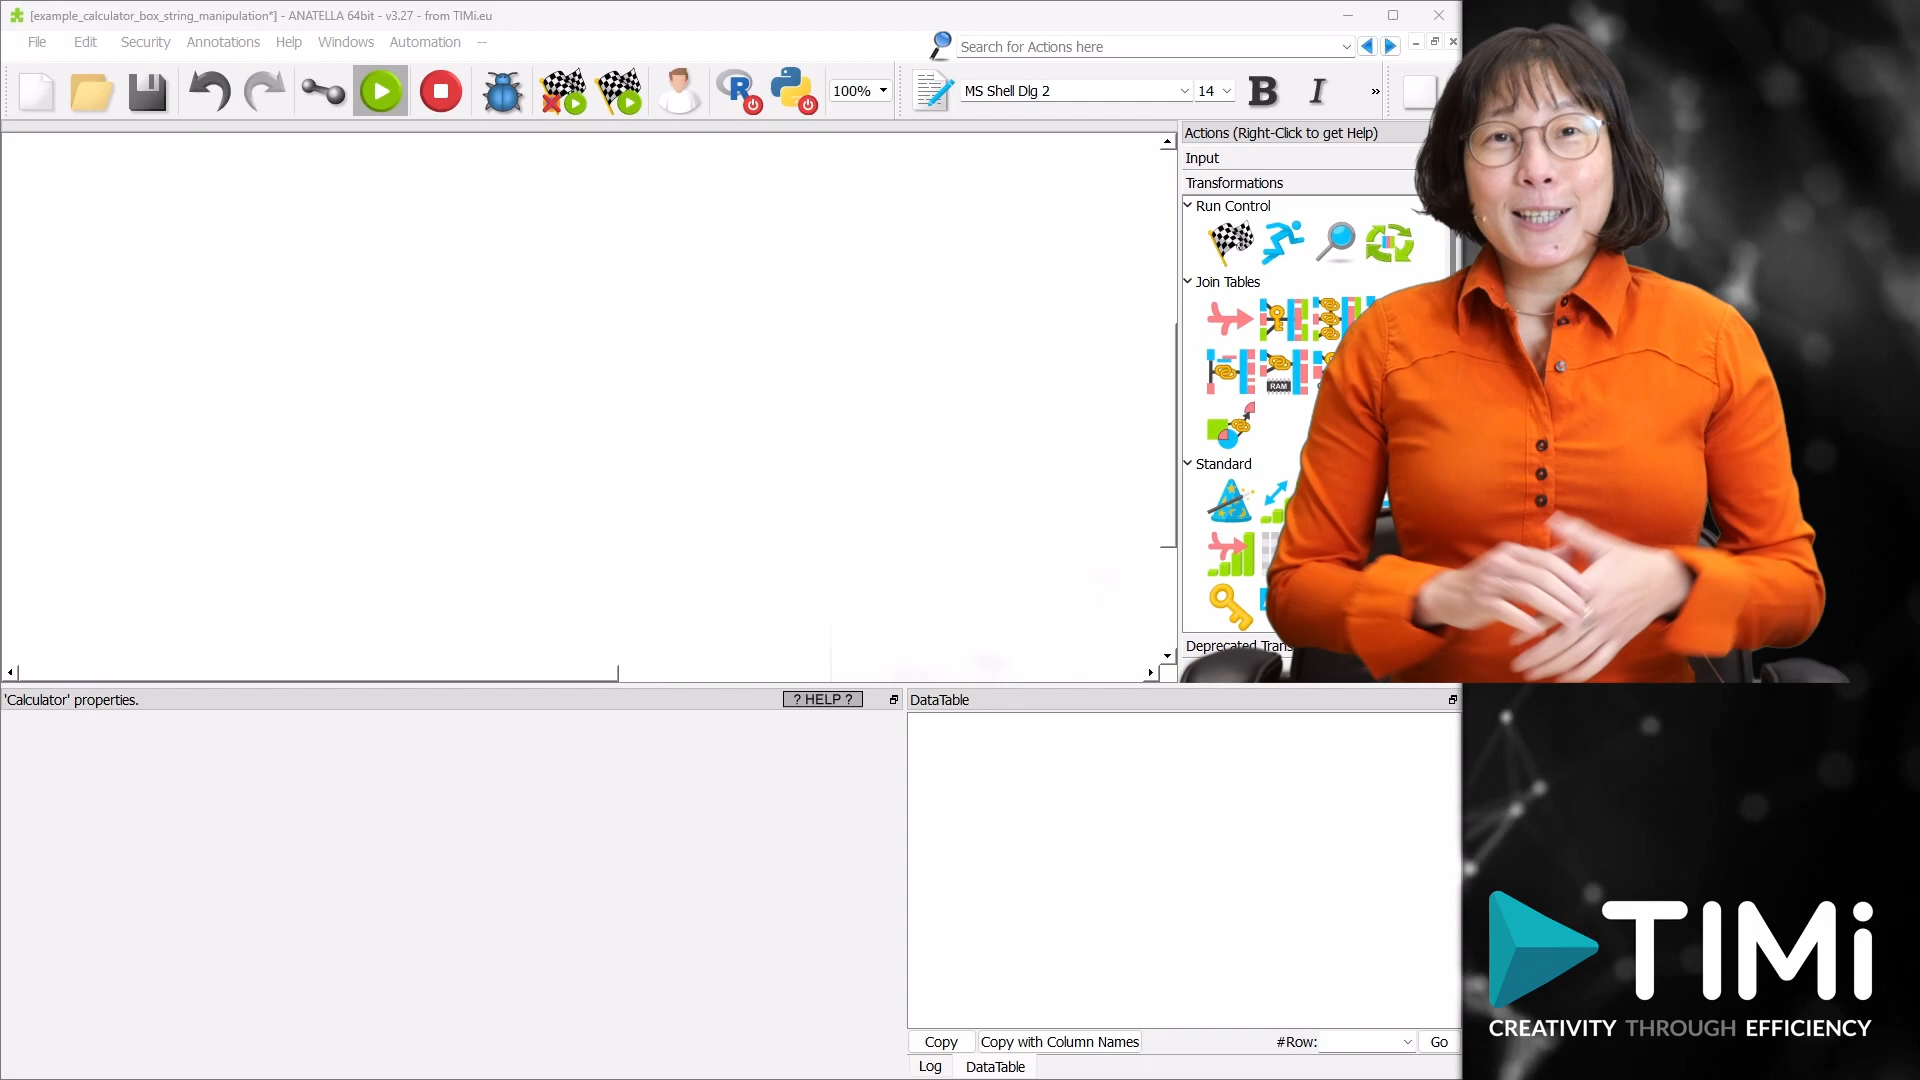 [example_calculator_box_string_manipulation*] - ANATELLA 64bit - v3.27 - from TIMi.eu
File Edit Security Annotations Help Windows Automation --
Search for Actions here
100%
MS Shell Dlg 2
14
B I »
Actions (Right-Click to get Help)
Input
Transformations
Run Control
Join Tables
RAM
Standard
Deprecated Trans
'Calculator' properties.
? HELP ?
DataTable
Copy
Copy with Column Names
#Row:
Go
Log
DataTable
TIMi
CREATIVITY THROUGH EFFICIENCY